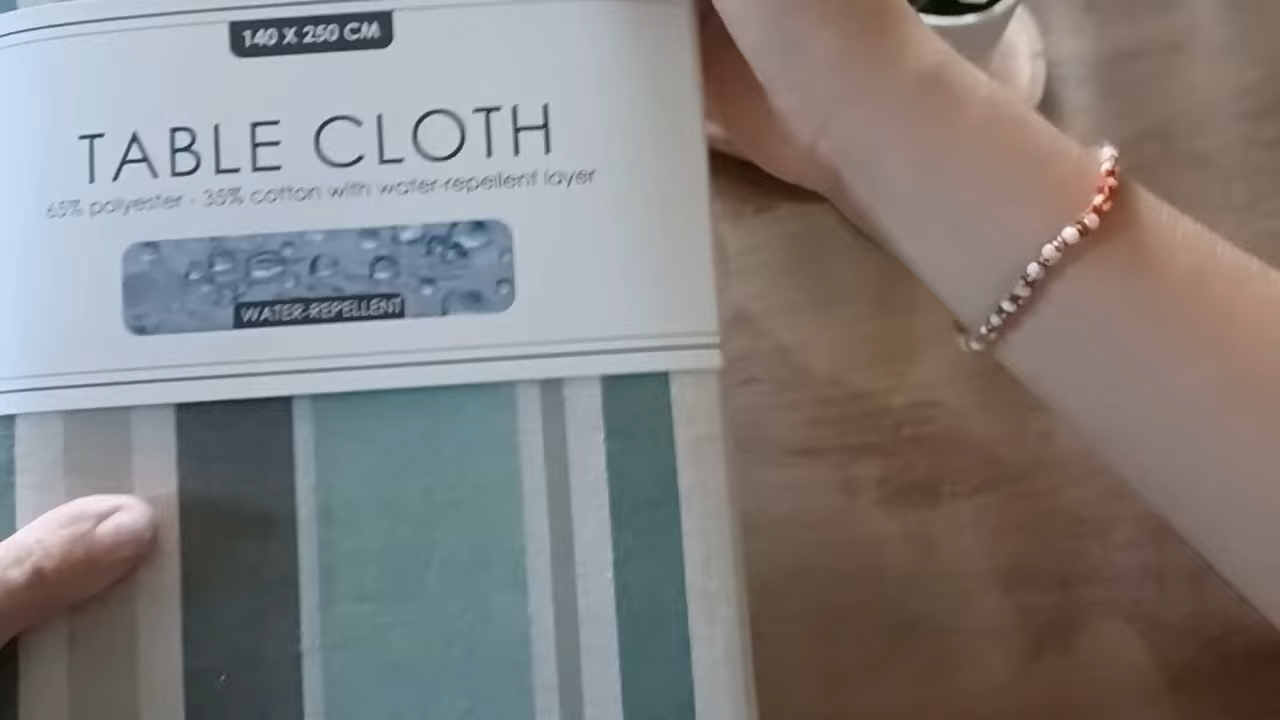 140 X 250 CM
TABLE CLOTH
65% polyester - 35% cotton with water-repellent layer
WATER-REPELLENT